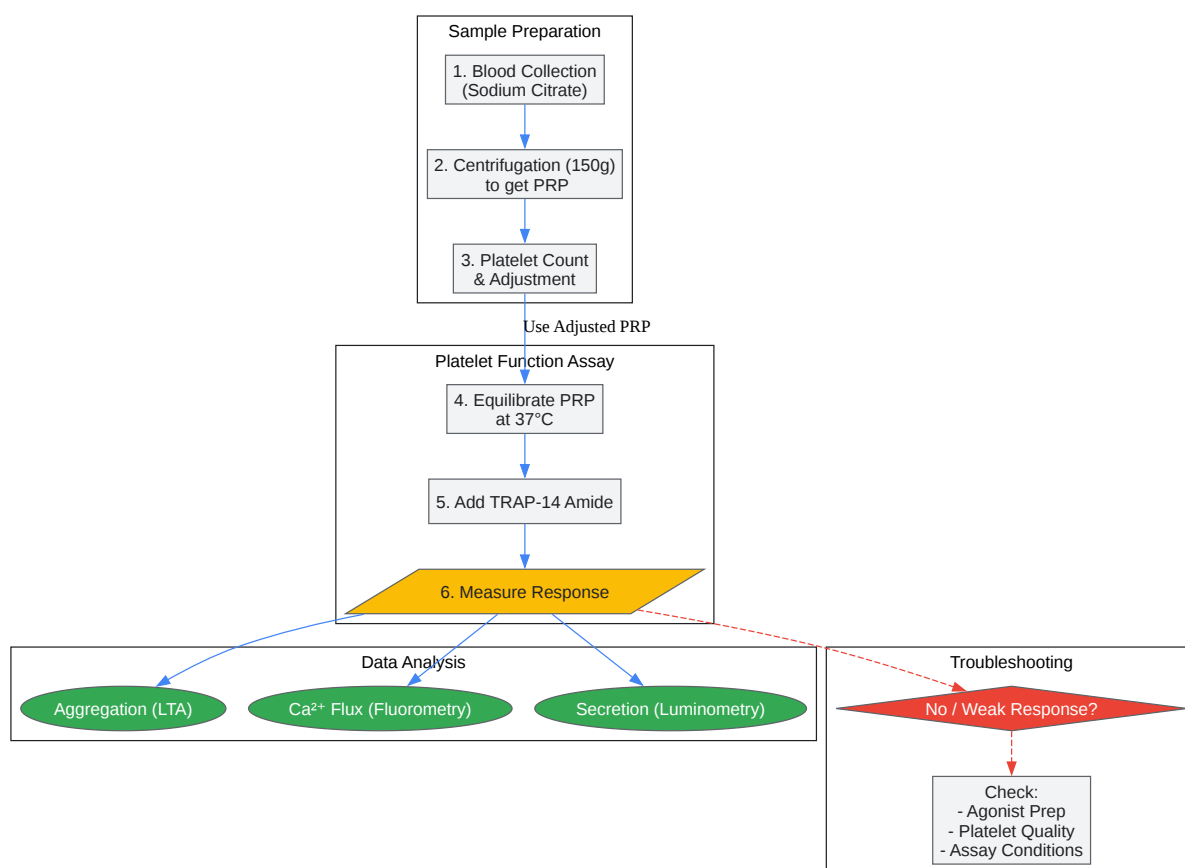 Sample Preparation
1. Blood Collection
(Sodium Citrate)
2. Centrifugation (150g)
to get PRP
3. Platelet Count
& Adjustment
Use Adjusted PRP
Platelet Function Assay
4. Equilibrate PRP
at 37°C
5. Add TRAP-14 Amide
6. Measure Response
Data Analysis
Aggregation (LTA)
Ca²⁺ Flux (Fluorometry)
Secretion (Luminometry)
Troubleshooting
No / Weak Response?
Check:
- Agonist Prep
- Platelet Quality
- Assay Conditions